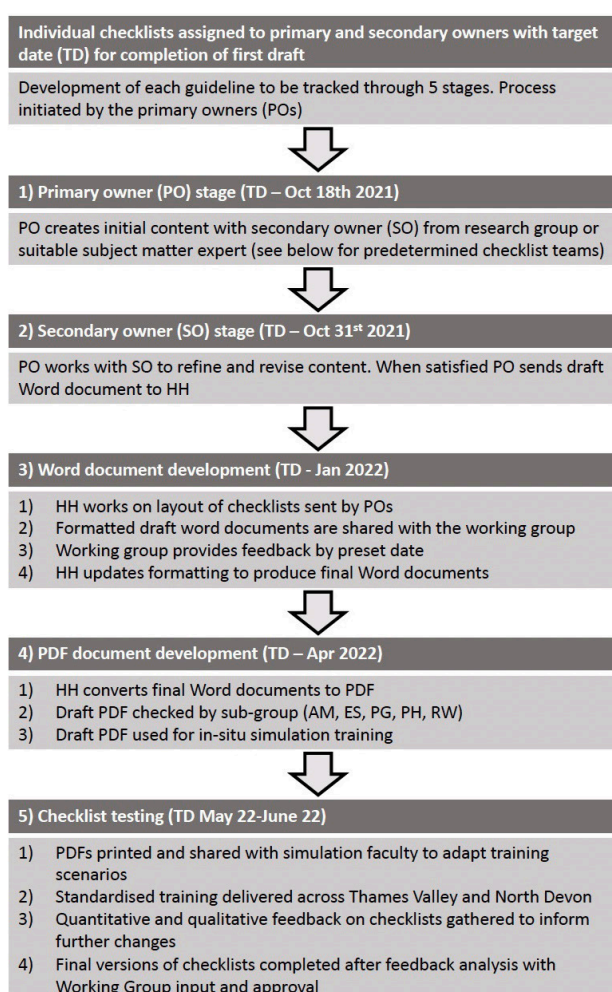 Individual checklists assigned to primary and secondary owners with target
date (TD) for completion of first draft
Development of each guideline to be tracked through 5 stages. Process
initiated by the primary owners (POs)
1) Primary owner (PO) stage (TD – Oct 18th 2021)
PO creates initial content with secondary owner (SO) from research group or
suitable subject matter expert (see below for predetermined checklist teams)
2) Secondary owner (SO) stage (TD – Oct 31st 2021)
PO works with SO to refine and revise content. When satisfied PO sends draft
Word document to HH
3) Word document development (TD - Jan 2022)
1) HH works on layout of checklists sent by POs
2) Formatted draft word documents are shared with the working group
3) Working group provides feedback by preset date
4) HH updates formatting to produce final Word documents
4) PDF document development (TD – Apr 2022)
1) HH converts final Word documents to PDF
2) Draft PDF checked by sub-group (AM, ES, PG, PH, RW)
3) Draft PDF used for in-situ simulation training
5) Checklist testing (TD May 22-June 22)
1) PDFs printed and shared with simulation faculty to adapt training
scenarios
2) Standardised training delivered across Thames Valley and North Devon
3) Quantitative and qualitative feedback on checklists gathered to inform
further changes
4) Final versions of checklists completed after feedback analysis with
Working Group input and approval